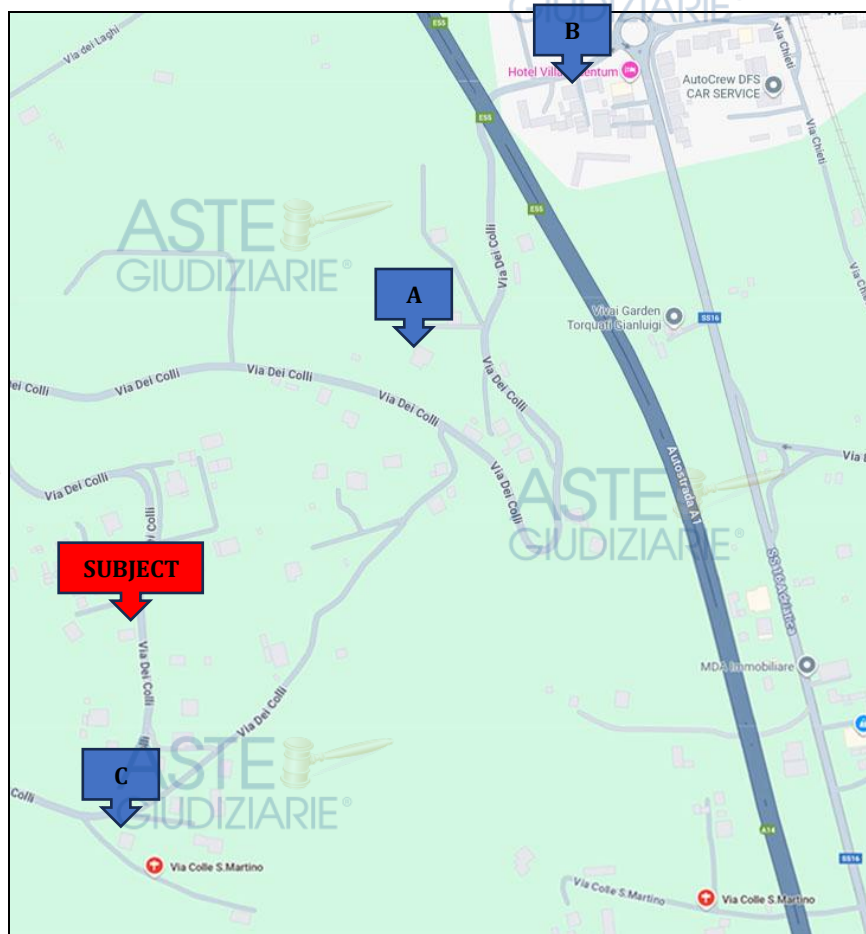 GIUDIZIARIE
E55
B
Via dei Laghi
Via Chieti
Hotel Villa
AutoCrew DFS
CAR SERVICE
E55
Via Chieti
E55
ASTE
GIUDIZIARIE®
Via Dei Colli
A
Vivai Garden
Torquati Gianluigi
SS16
Via Dei Colli
Via Dei Colli
Via Dei Colli
Via Dei Colli
Via Dei Colli
Autostrada A1
Via Dei Colli
ASTE
GIUDIZIARIE®
Via Dei Colli
SUBJECT
SS16 Adriatica
Via Dei Colli
MDA Immobiliare
Via Dei Colli
ASTE
GIUDIZIARIE®
C
Colli
A14
SS16
Via Colle S.Martino
Via Colle S.Martino
Via Colle S.Martino